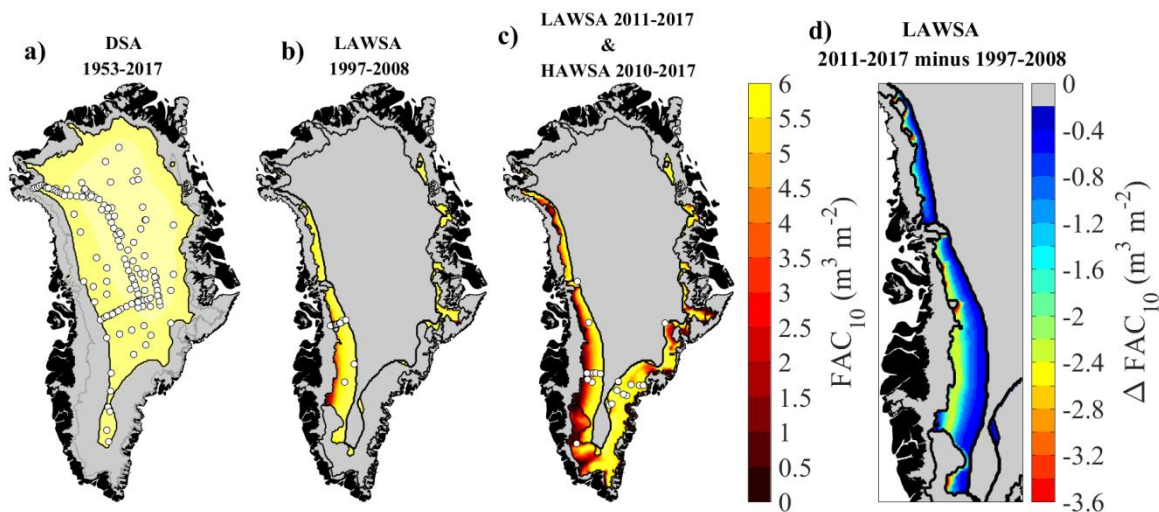 a)
DSA
1953-2017
b)
LAWSA
1997-2008
c)
LAWSA 2011-2017
&
HAWSA 2010-2017
6
5.5
5
4.5
4
3.5
3
2.5
2
1.5
1
0.5
0
FAC10 (m3 m-2)
d)
LAWSA
2011-2017 minus 1997-2008
0
-0.4
-0.8
-1.2
-1.6
-2
-2.4
-2.8
-3.2
-3.6
Δ FAC10 (m3 m-2)